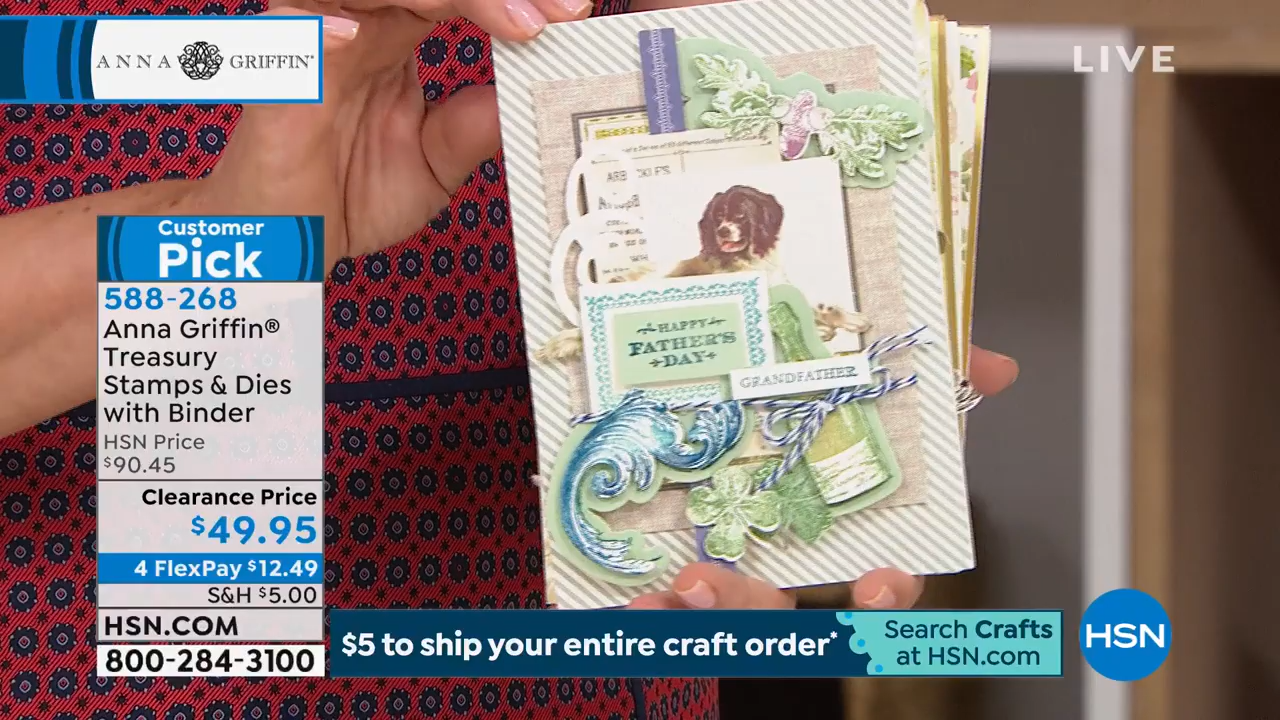 ANNA GRIFFIN®
LIVE
Customer
Pick
588-268
Anna Griffin®
Treasury
Stamps & Dies
with Binder
HSN Price
$90.45
Clearance Price
$49.95
4 FlexPay $12.49
S&H $5.00
HSN.COM
800-284-3100
HAPPY
FATHER'S
DAY
GRANDFATHER
$5 to ship your entire craft order*
Search Crafts
at HSN.com
HSN